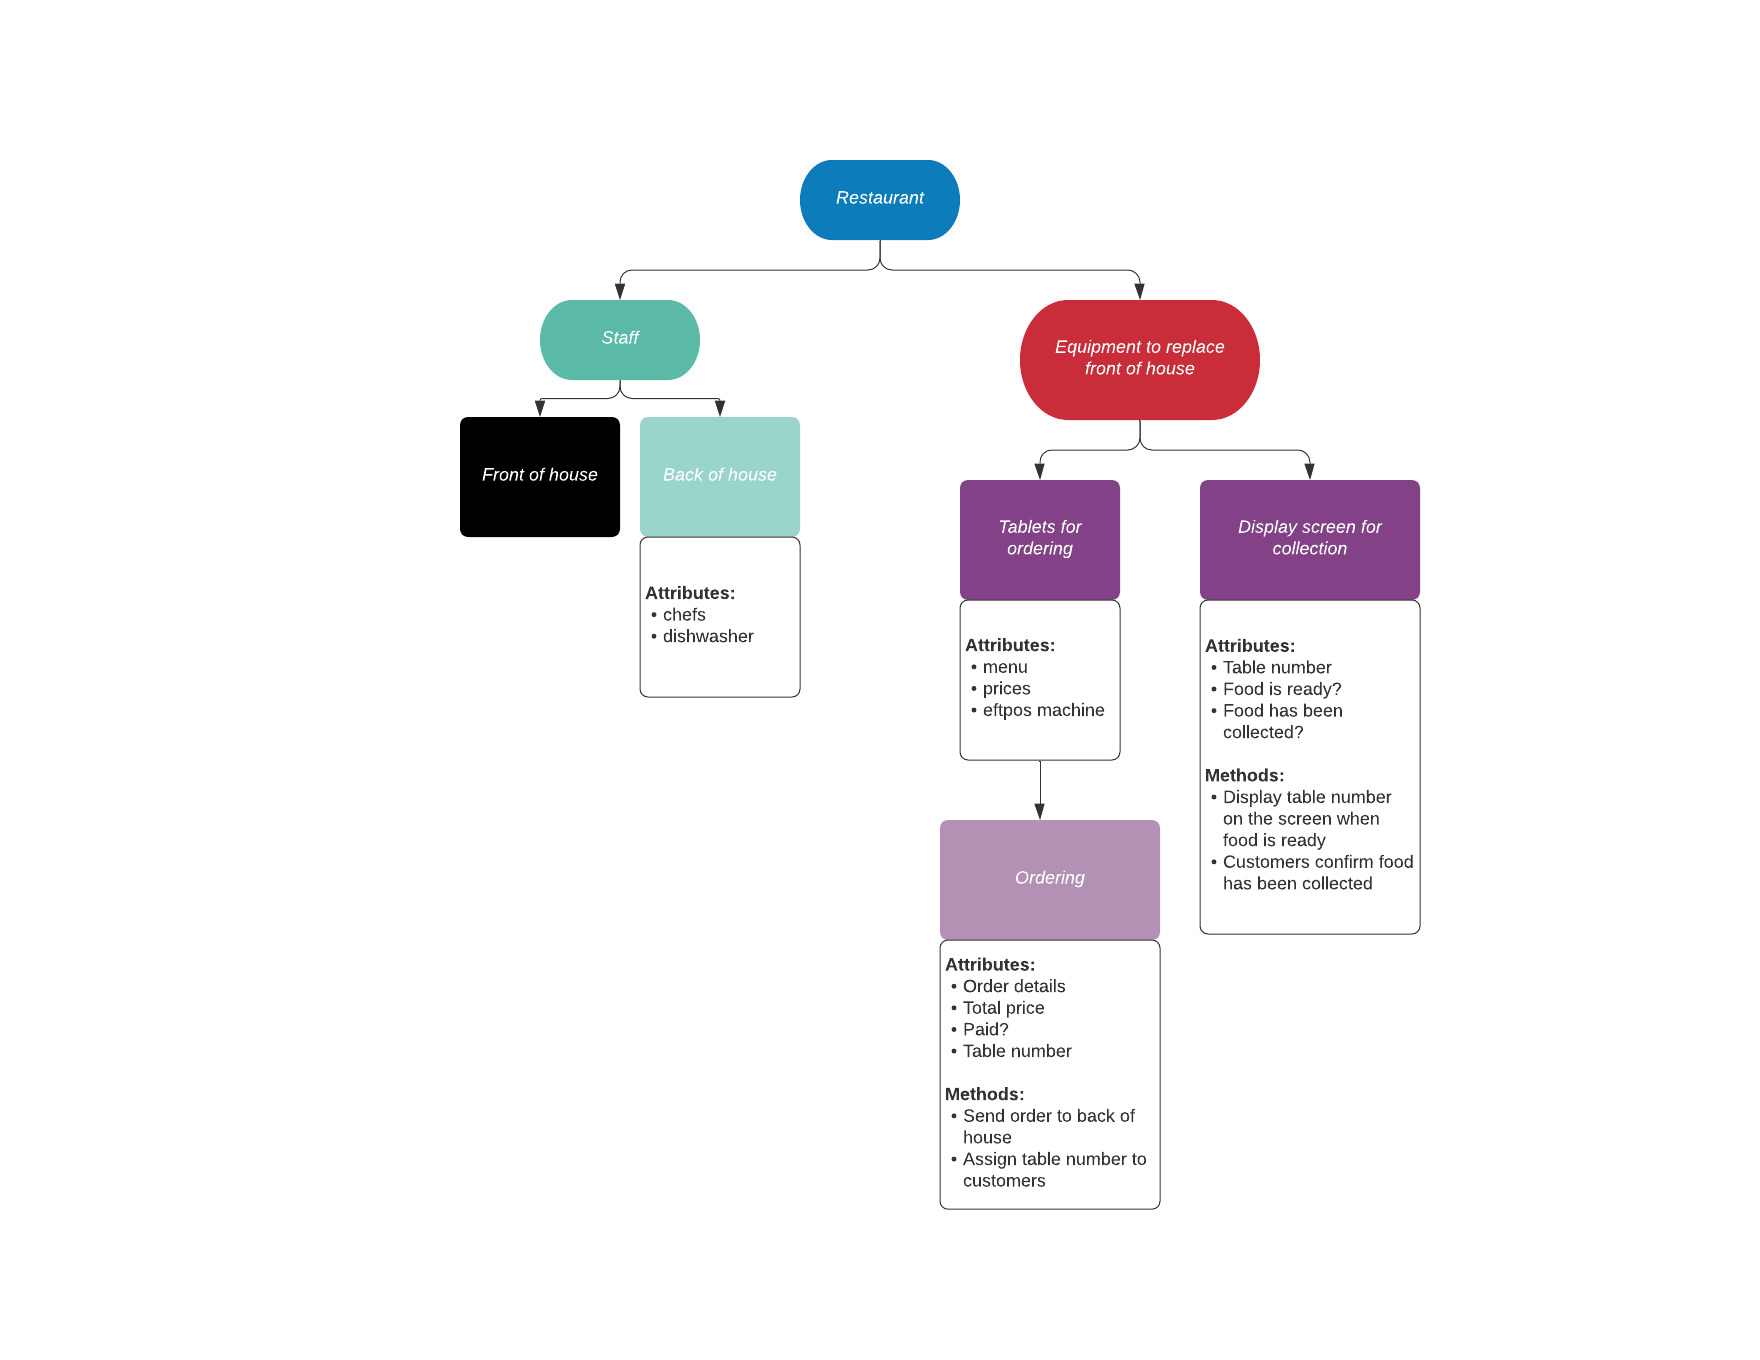 Restaurant
Staff
Equipment to replace
front of house
Front of house
Back of house
Attributes:
• chefs
• dishwasher
Tablets for
ordering
Attributes:
• menu
• prices
• eftpos machine
Display screen for
collection
Attributes:
• Table number
• Food is ready?
• Food has been
collected?
Methods:
• Display table number
on the screen when
food is ready
• Customers confirm food
has been collected
Ordering
Attributes:
• Order details
• Total price
• Paid?
• Table number
Methods:
• Send order to back of
house
• Assign table number to
customers